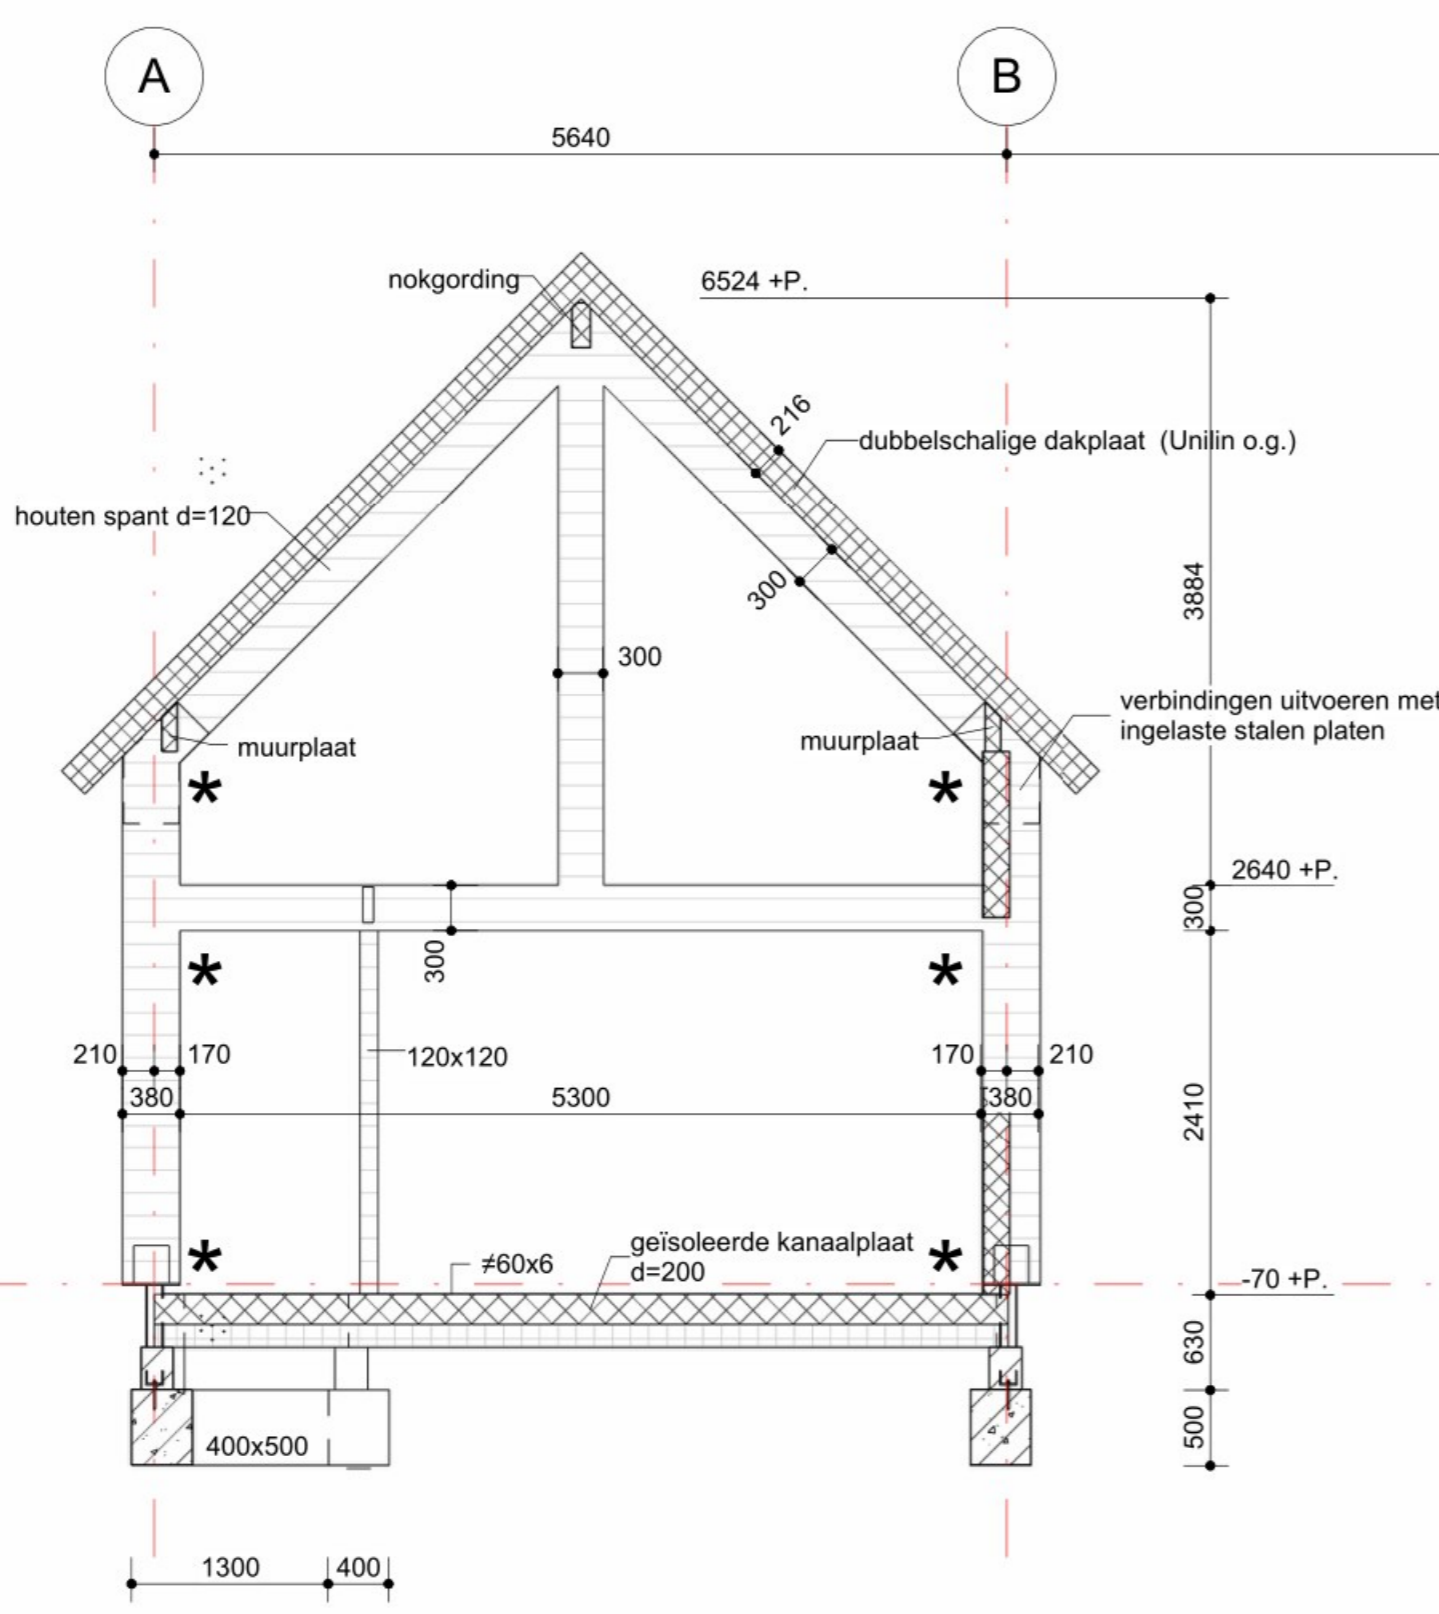 A
B
5640
nokgording
6524 +P.
216
dubbelschalige dakplaat (Unilin o.g.)
houten spant d=120
300
3884
300
verbindingen uitvoeren met
ingelaste stalen platen
muurplaat
muurplaat
*
*
2640 +P.
300
300
*
*
210
170
120x120
170
210
380
5300
380
2410
*
≠60x6
geïsoleerde kanaalplaat
d=200
*
-70 +P.
630
400x500
500
1300
400